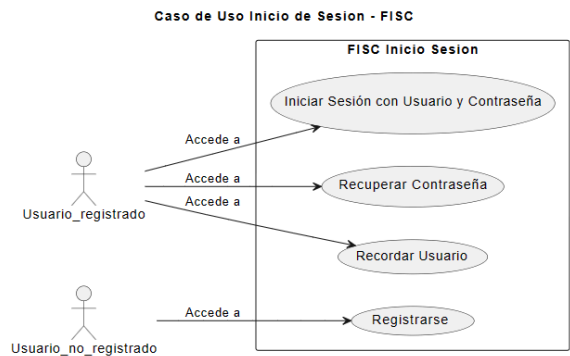 Caso de Uso Inicio de Sesion - FISC
FISC Inicio Sesion
Iniciar Sesión con Usuario y Contraseña
Accede a
Accede a
Recuperar Contraseña
Accede a
Usuario_registrado
Recordar Usuario
Accede a
Registrarse
Usuario_no_registrado